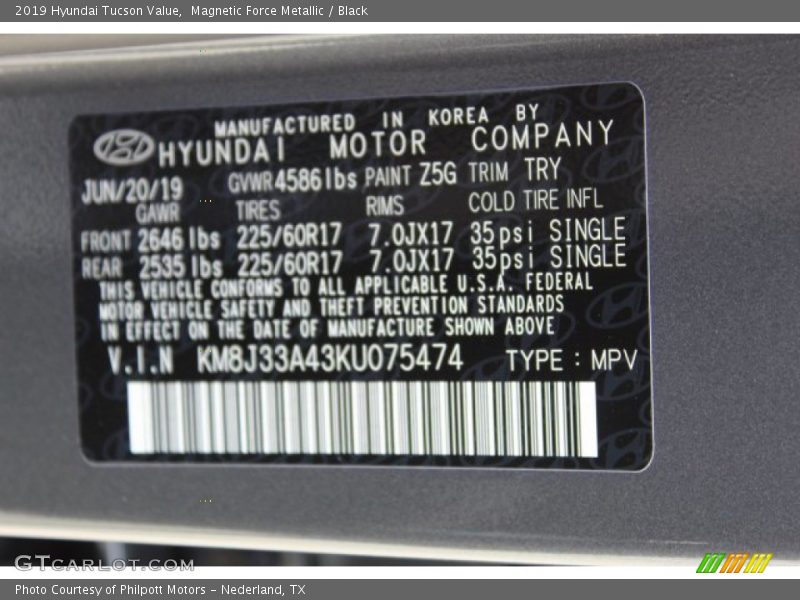 2019 Hyundai Tucson Value, Magnetic Force Metallic / Black
MANUFACTURED IN KOREA BY
HYUNDAI MOTOR COMPANY
JUN/20/19 GVWR 4586 lbs PAINT Z5G TRIM TRY
GAWR TIRES RIMS COLD TIRE INFL
FRONT 2646 lbs 225/60R17 7.0JX17 35psi SINGLE
REAR 2535 lbs 225/60R17 7.0JX17 35psi SINGLE
THIS VEHICLE CONFORMS TO ALL APPLICABLE U.S.A. FEDERAL
MOTOR VEHICLE SAFETY AND THEFT PREVENTION STANDARDS
IN EFFECT ON THE DATE OF MANUFACTURE SHOWN ABOVE
V.I.N KM8J33A43KU075474 TYPE : MPV
GTCARLOT.COM
Photo Courtesy of Philpott Motors - Nederland, TX